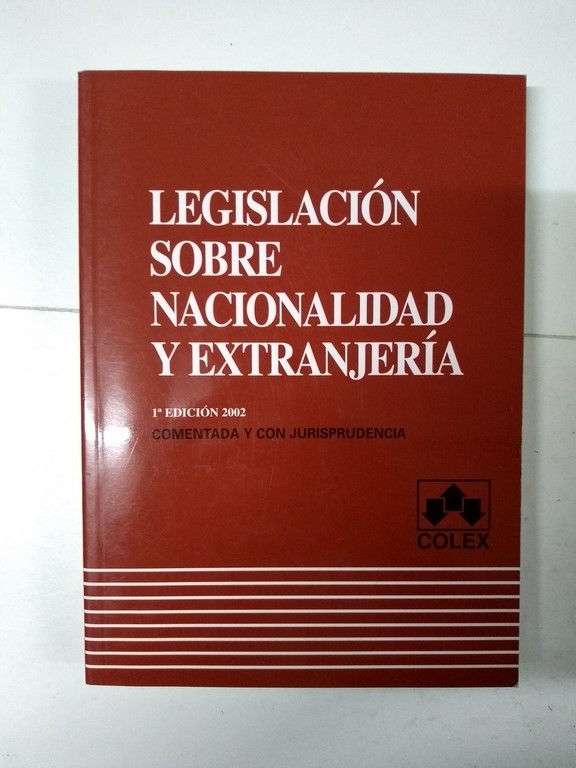 LEGISLACIÓN
SOBRE
NACIONALIDAD
Y EXTRANJERÍA
1ª EDICIÓN 2002
COMENTADA Y CON JURISPRUDENCIA
COLEX